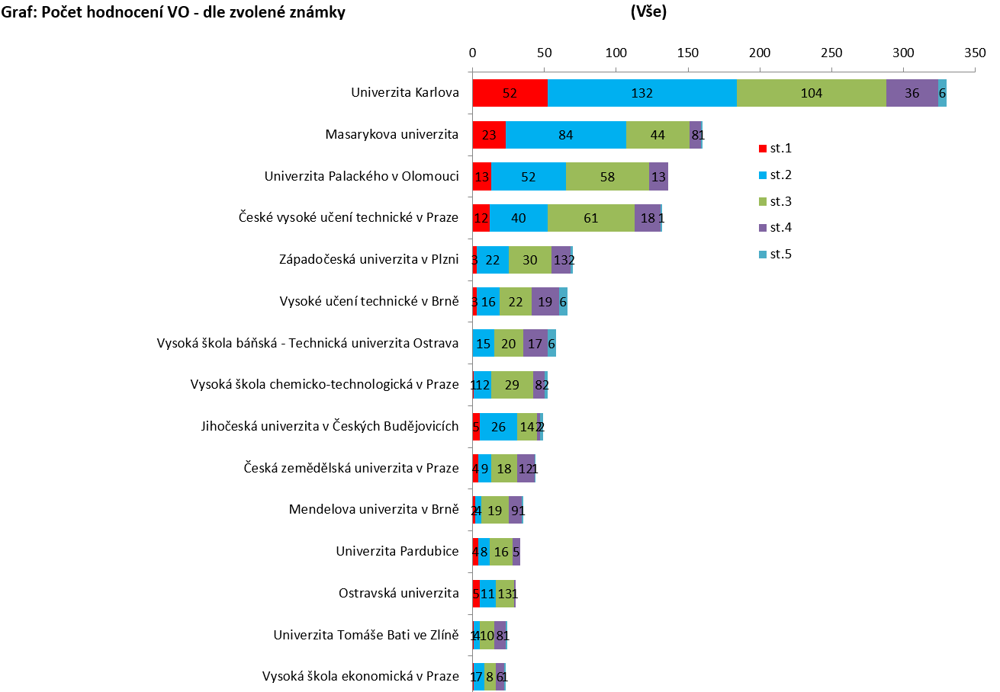 Graf: Počet hodnocení VO - dle zvolené známky (Vše)
0 50 100 150 200 250 300 350
Univerzita Karlova 52 132 104 36 6
Masarykova univerzita 23 84 44 8 1
st.1
Univerzita Palackého v Olomouci 13 52 58 13
st.2
st.3
České vysoké učení technické v Praze 12 40 61 18 1
st.4
st.5
Západočeská univerzita v Plzni 3 22 30 13 2
Vysoké učení technické v Brně 3 16 22 19 6
Vysoká škola báňská - Technická univerzita Ostrava 15 20 17 6
Vysoká škola chemicko-technologická v Praze 1 12 29 8 2
Jihočeská univerzita v Českých Budějovicích 5 26 14 2 2
Česká zemědělská univerzita v Praze 4 9 18 12 1
Mendelova univerzita v Brně 2 4 19 9 1
Univerzita Pardubice 4 8 16 5
Ostravská univerzita 5 11 13 1
Univerzita Tomáše Bati ve Zlíně 1 4 10 8 1
Vysoká škola ekonomická v Praze 1 7 8 6 1